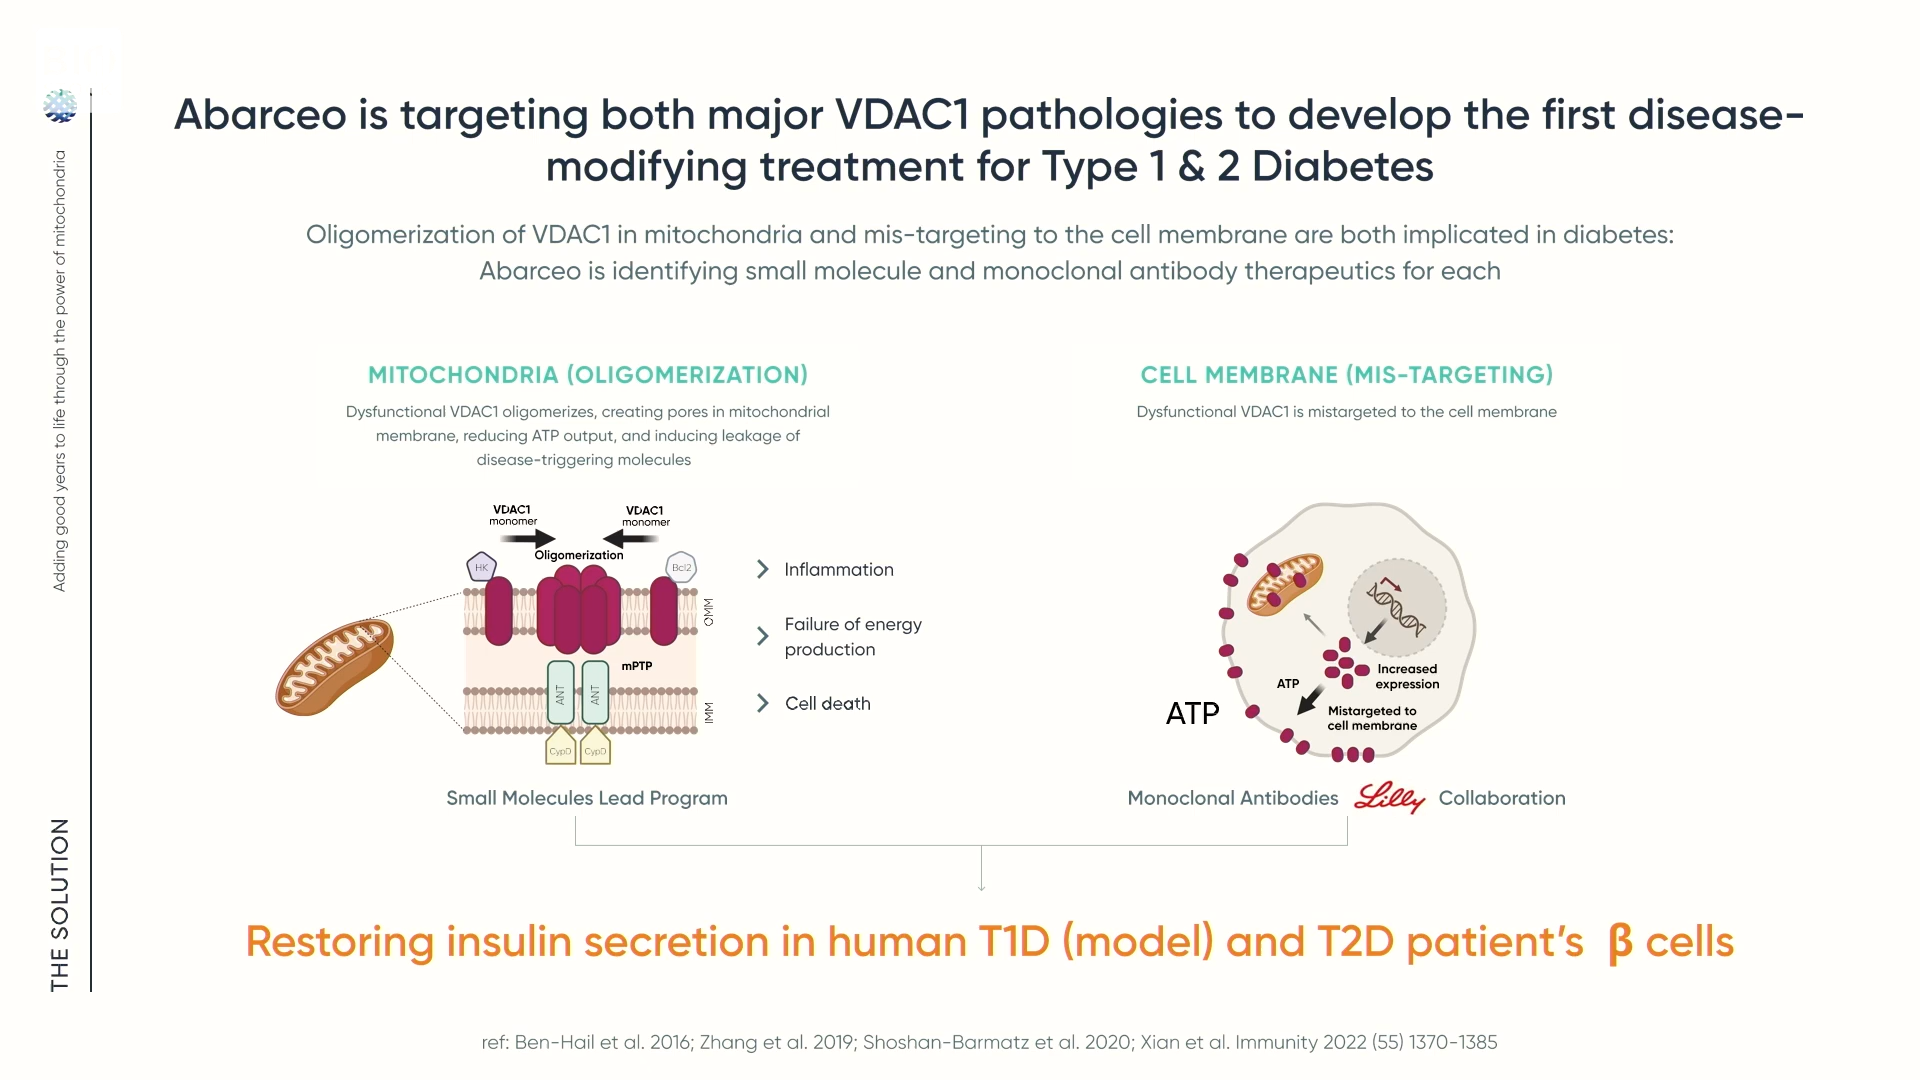 Abarceo is targeting both major VDAC1 pathologies to develop the first disease-
modifying treatment for Type 1 & 2 Diabetes
Oligomerization of VDAC1 in mitochondria and mis-targeting to the cell membrane are both implicated in diabetes:
Abarceo is identifying small molecule and monoclonal antibody therapeutics for each
Adding good years to life through the power of mitochondria
THE SOLUTION
MITOCHONDRIA (OLIGOMERIZATION)
Dysfunctional VDAC1 oligomerizes, creating pores in mitochondrial
membrane, reducing ATP output, and inducing leakage of
disease-triggering molecules
VDAC1
monomer
VDAC1
monomer
Oligomerization
HK
Bcl2
OMM
mPTP
ANT
ANT
IMM
CypD
CypD
Inflammation
Failure of energy
production
Cell death
Small Molecules Lead Program
CELL MEMBRANE (MIS-TARGETING)
Dysfunctional VDAC1 is mistargeted to the cell membrane
Increased
expression
ATP
Mistargeted to
cell membrane
ATP
Monoclonal Antibodies Lilly Collaboration
Restoring insulin secretion in human T1D (model) and T2D patient's β cells
ref: Ben-Hail et al. 2016; Zhang et al. 2019; Shoshan-Barmatz et al. 2020; Xian et al. Immunity 2022 (55) 1370-1385